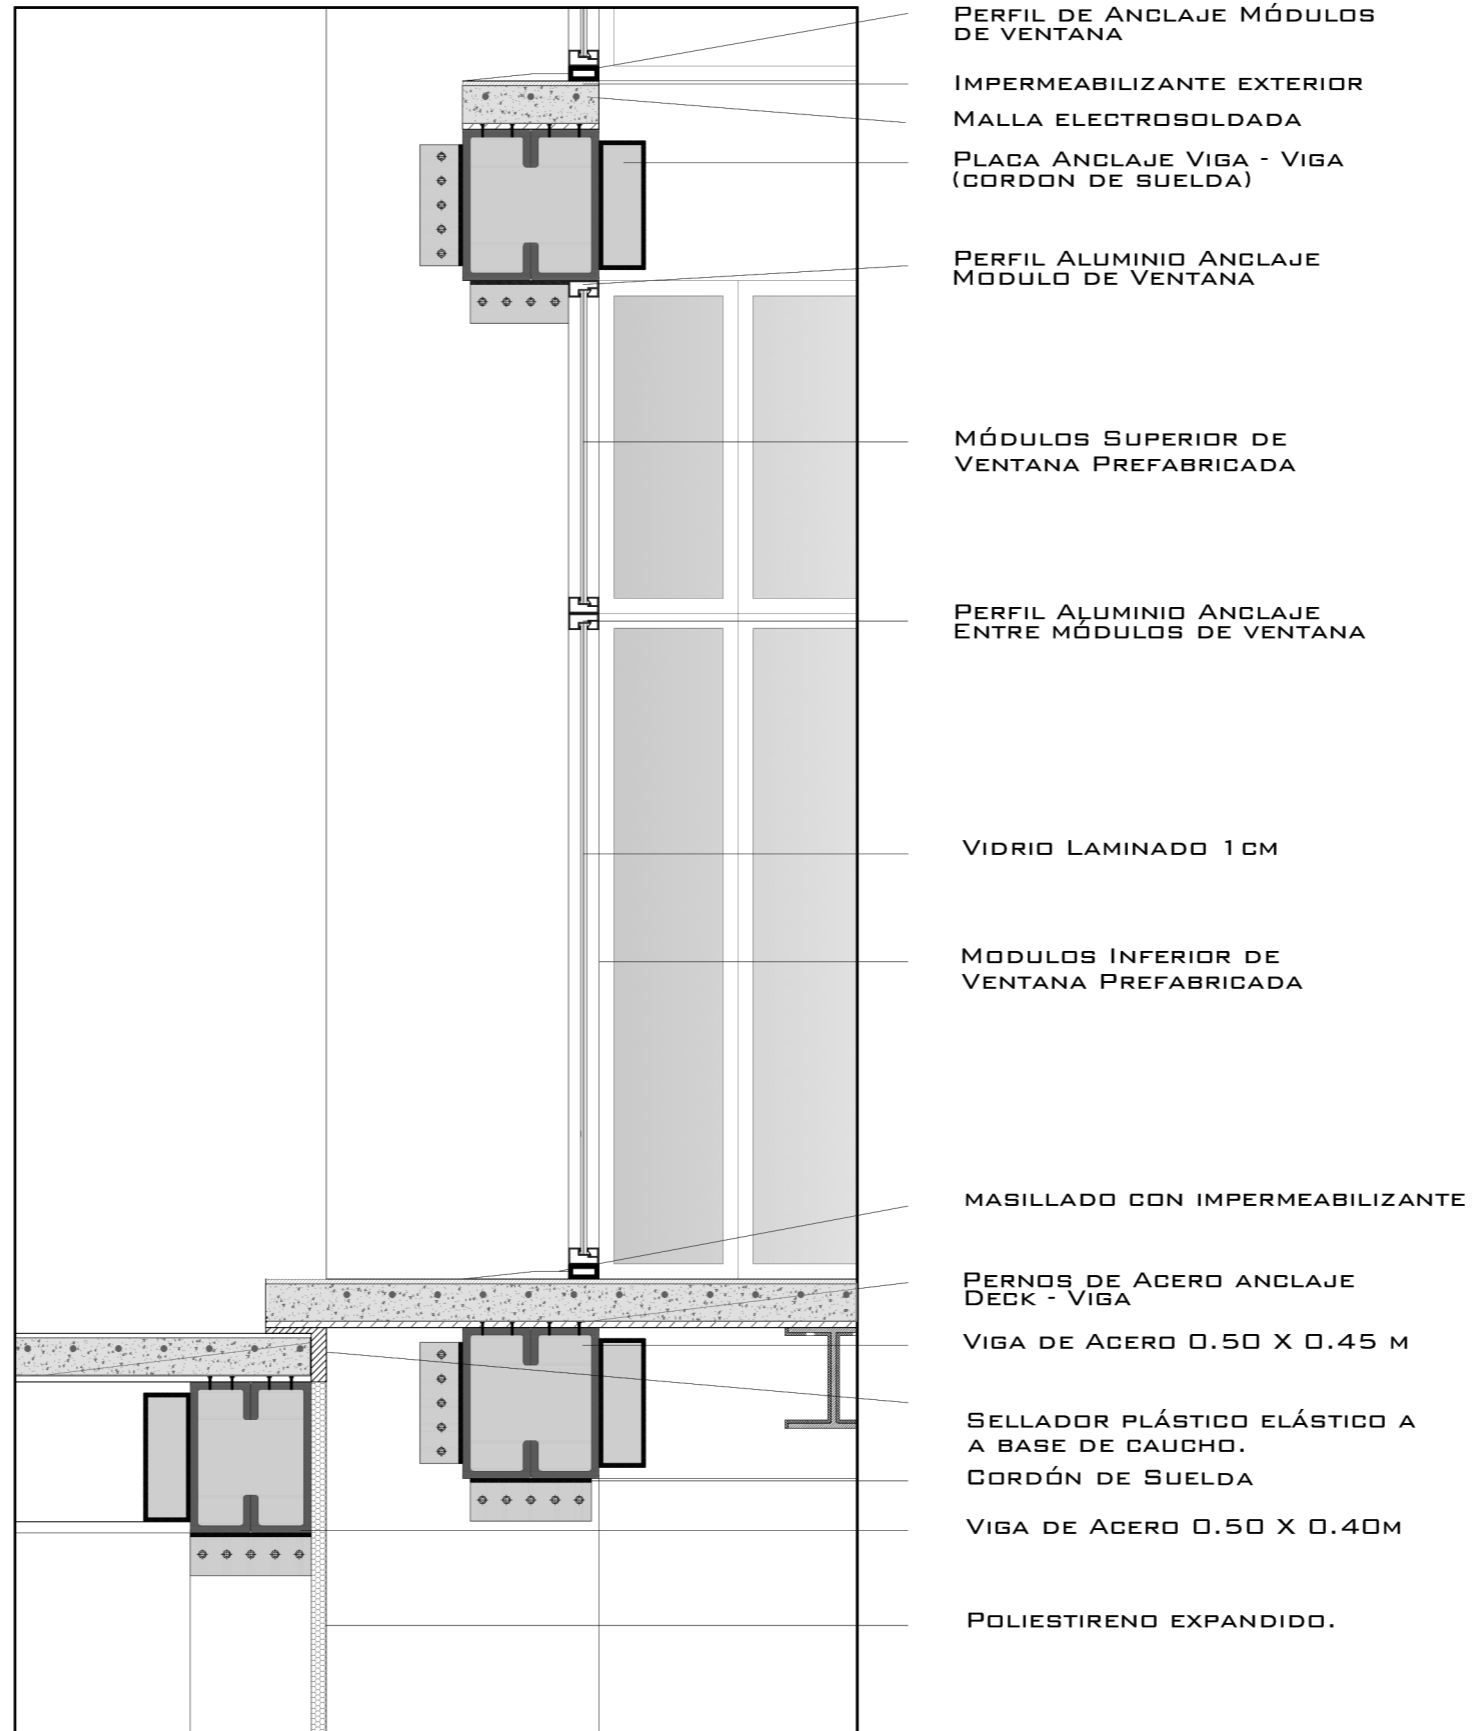 Perfil de Anclaje Módulos
de ventana
Impermeabilizante exterior
Malla electrosoldada
Placa Anclaje Viga - Viga
(cordon de suelda)
Perfil Aluminio Anclaje
Modulo de Ventana
Módulos Superior de
Ventana Prefabricada
Perfil Aluminio Anclaje
Entre módulos de ventana
Vidrio Laminado 1cm
Modulos Inferior de
Ventana Prefabricada
masillado con impermeabilizante
Pernos de Acero anclaje
Deck - Viga
Viga de Acero 0.50 x 0.45 m
Sellador plástico elástico a
a base de caucho.
Cordón de Suelda
Viga de Acero 0.50 x 0.40m
Poliestireno expandido.